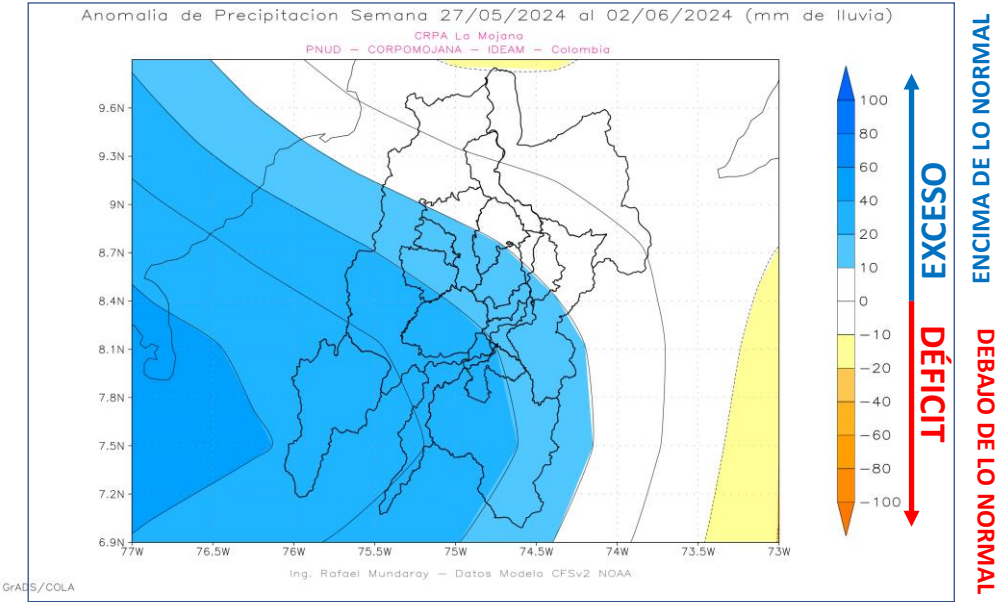 Anomalia de Precipitacion Semana 27/05/2024 al 02/06/2024 (mm de lluvia)
CRPA La Mojana
PNUD – CORPOMOJANA – IDEAM – Colombia
9.6N
9.3N
9N
8.7N
8.4N
8.1N
7.8N
7.5N
7.2N
6.9N
77W 76.5W 76W 75.5W 75W 74.5W 74W 73.5W 73W
100
80
60
40
20
10
0
−10
−20
−40
−60
−80
−100
EXCESO
DÉFICIT
ENCIMA DE LO NORMAL
DEBAJO DE LO NORMAL
Ing. Rafael Mundaray – Datos Modelo CFSv2 NOAA
GrADS/COLA